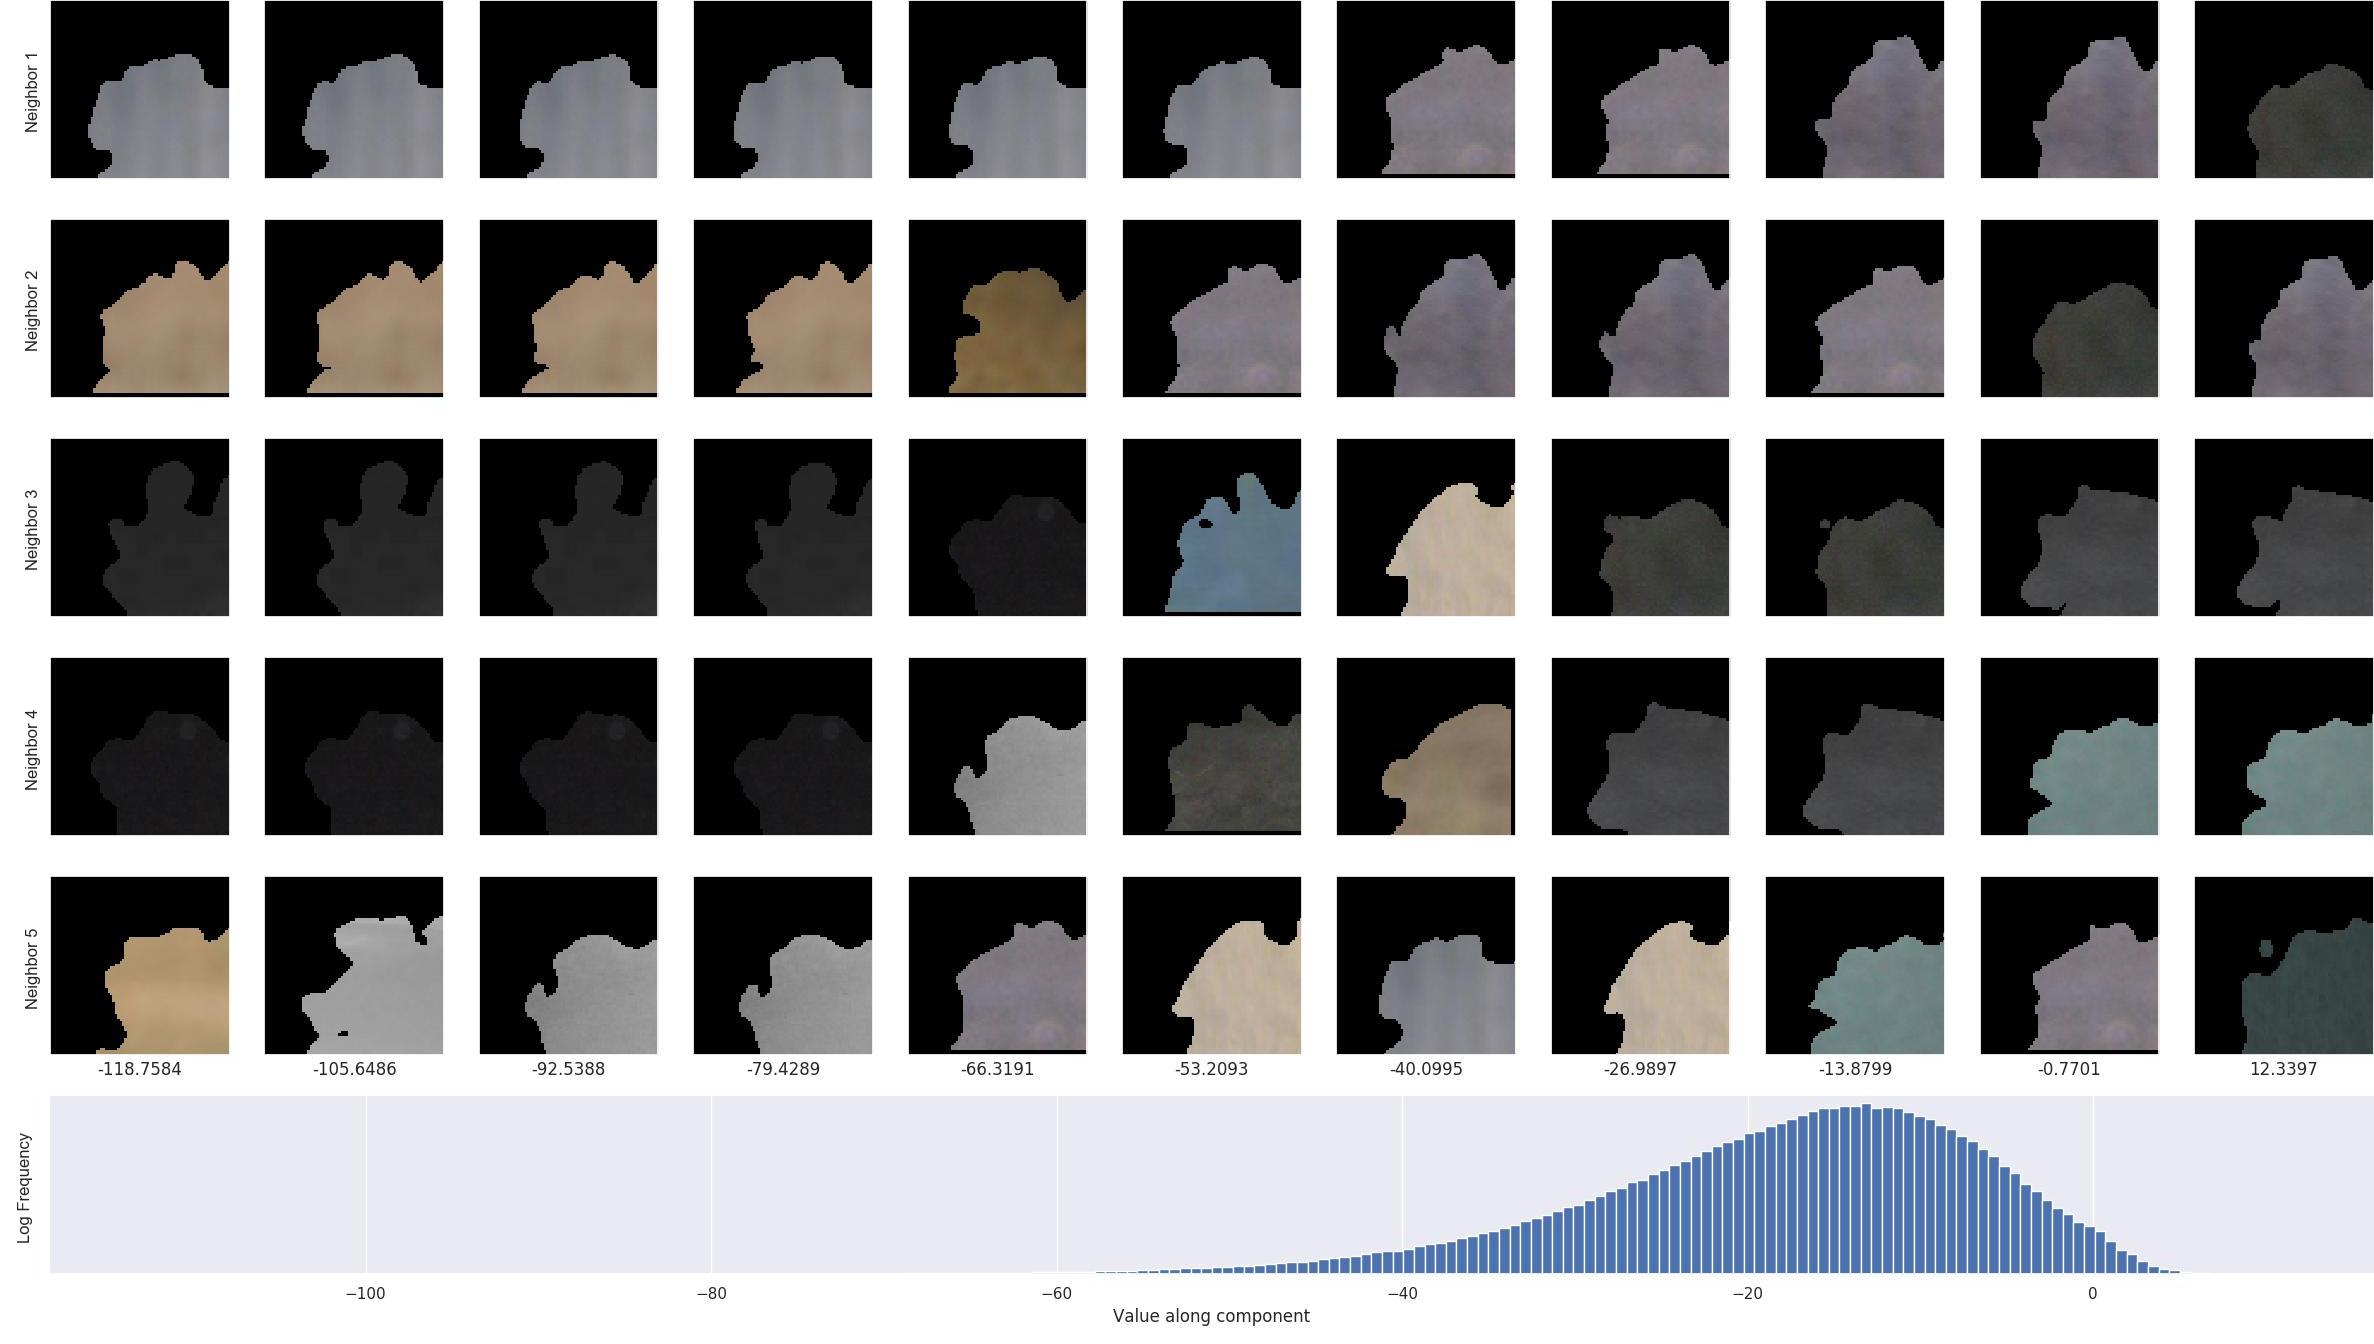 Neighbor 1
Neighbor 2
Neighbor 3
Neighbor 4
Neighbor 5
-118.7584 -105.6486 -92.5388 -79.4289 -66.3191 -53.2093 -40.0995 -26.9897 -13.8799 -0.7701 12.3397
Log Frequency
−100 −80 −60 −40 −20 0
Value along component